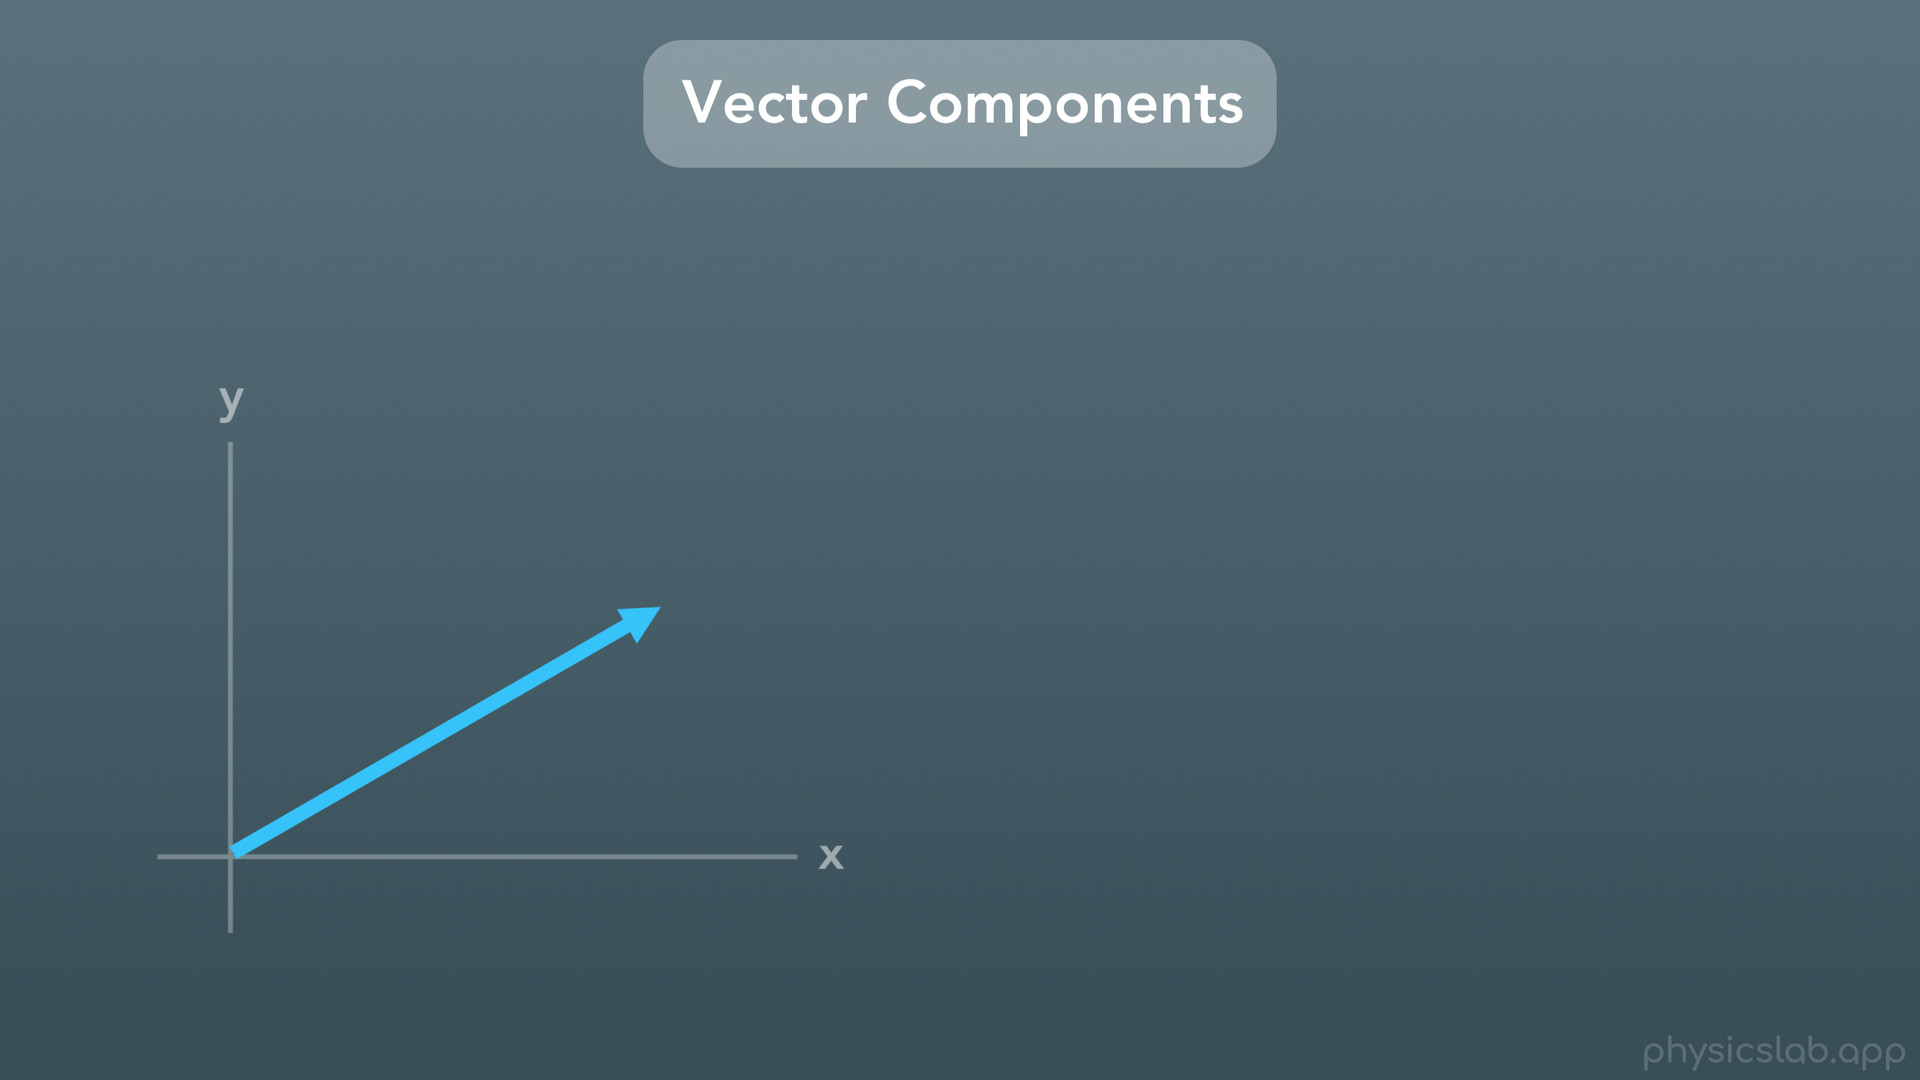 Vector Components
y
x
physicslab.app